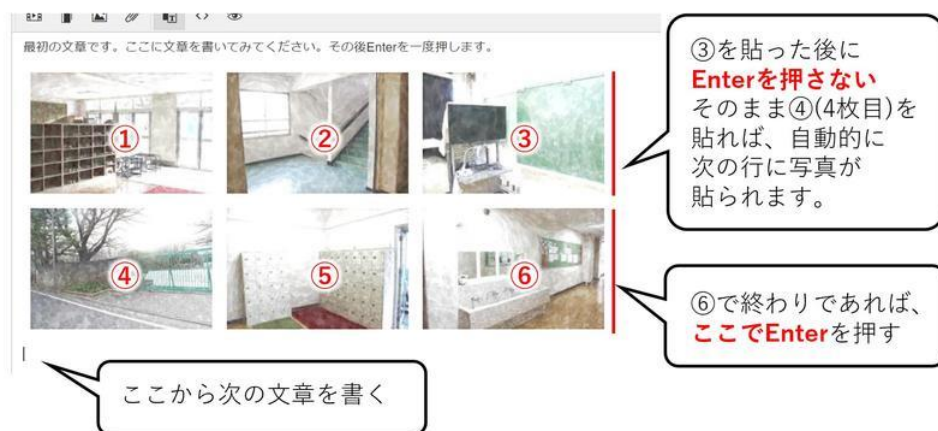 最初の文章です。ここに文章を書いてみてください。その後Enterを一度押します。
①
②
③
④
⑤
⑥
③を貼った後に
Enterを押さない
そのまま④(4枚目)を
貼れば、自動的に
次の行に写真が
貼られます。
⑥で終わりであれば、
ここでEnterを押す
ここから次の文章を書く